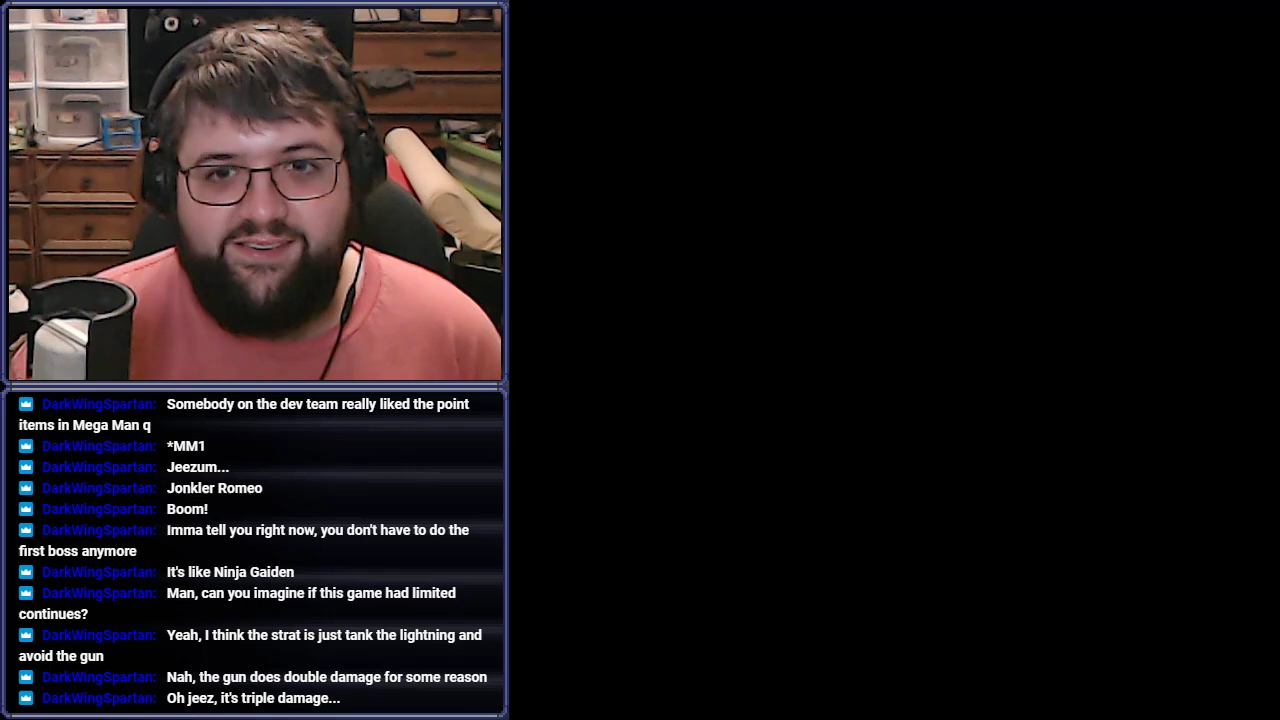 DarkWingSpartan: Somebody on the dev team really liked the point
items in Mega Man q
DarkWingSpartan: *MM1
DarkWingSpartan: Jeezum...
DarkWingSpartan: Jonkler Romeo
DarkWingSpartan: Boom!
DarkWingSpartan: Imma tell you right now, you don't have to do the
first boss anymore
DarkWingSpartan: It's like Ninja Gaiden
DarkWingSpartan: Man, can you imagine if this game had limited
continues?
DarkWingSpartan: Yeah, I think the strat is just tank the lightning and
avoid the gun
DarkWingSpartan: Nah, the gun does double damage for some reason
DarkWingSpartan: Oh jeez, it's triple damage...